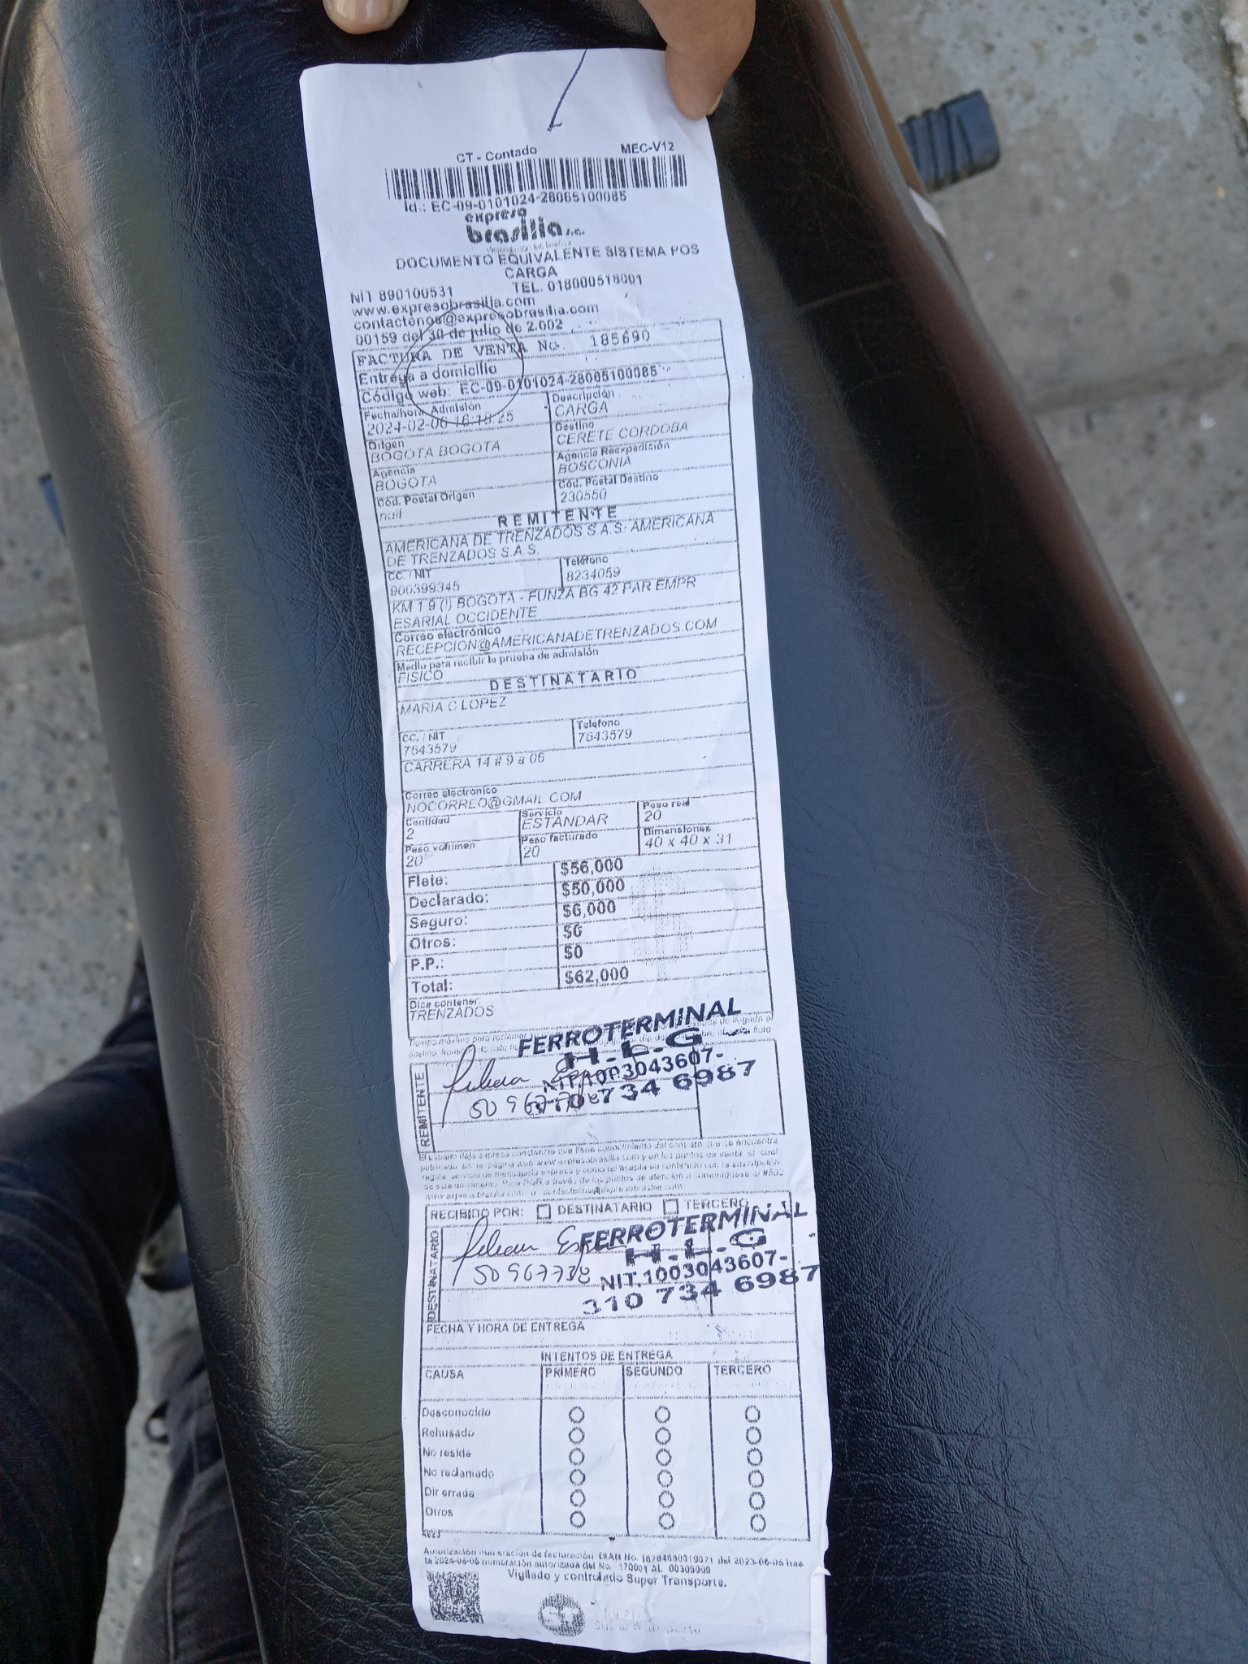 CT - Contado MEC-V12
Id.: EC-09-0101024-28065100085
expreso
brasilia s.a.
DOCUMENTO EQUIVALENTE SISTEMA POS
CARGA
NIT 890100531 TEL. 018000518001
www.expresobrasilia.com
contactenos@expresobrasilia.com
00159 del 30 de julio de 2.002
FACTURA DE VENTA No. 185690
Entrega a domicilio
Código web: EC-09-0101024-28065100085
Fecha/hora Admisión Descripción
2024-02-06 16:18:25 CARGA
Origen Destino
BOGOTA BOGOTA CERETE CORDOBA
Agencia Agencia Reexpedición
BOGOTA BOSCONIA
Cód. Postal Origen Cód. Postal Destino
null 230550
REMITENTE
AMERICANA DE TRENZADOS S.A.S. AMERICANA
DE TRENZADOS S.A.S.
CC. / NIT Teléfono
900399345 8234059
KM 1 9 (I) BOGOTA - FUNZA BG 42 PAR EMPR
ESARIAL OCCIDENTE
Correo electrónico
RECEPCION@AMERICANADETRENZADOS.COM
Medio para recibir la prueba de admisión
FISICO
DESTINATARIO
MARIA C LOPEZ
CC. / NIT Teléfono
7643579 7643579
CARRERA 14 # 9 a 06
Correo electrónico
NOCORREO@GMAIL.COM
Cantidad Servicio Peso real
2 ESTANDAR 20
Peso volumen Peso facturado Dimensiones
20 20 40 x 40 x 31
Flete: $56,000
Declarado: $50,000
Seguro: $6,000
Otros: $0
P.P.: $0
Total: $62,000
Dice contener:
TRENZADOS
FERROTERMINAL
H-L-G
NIT.1003043607-
310 734 6987
REMITENTE
RECIBIDO POR: DESTINATARIO TERCERO
FERROTERMINAL
H-L-G
50967738
NIT.1003043607-
310 734 6987
DESTINATARIO
FECHA Y HORA DE ENTREGA
INTENTOS DE ENTREGA
CAUSA PRIMERO SEGUNDO TERCERO
Desconocido
Rehusado
No reside
No reclamado
Dir errada
Otros
Vigilado y controlado Super Transporte.